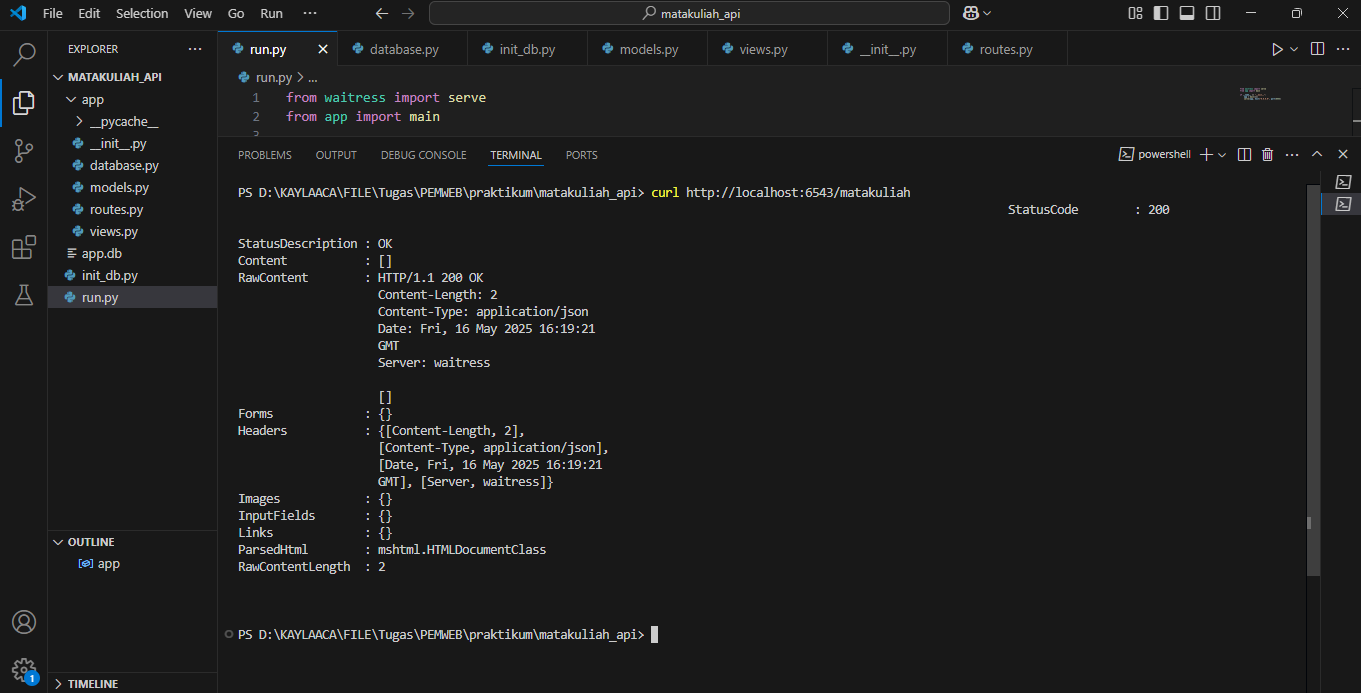 File Edit Selection View Go Run ··· matakuliah_api
EXPLORER ···
MATAKULIAH_API
app
__pycache__
__init__.py
database.py
models.py
routes.py
views.py
app.db
init_db.py
run.py
OUTLINE
app
TIMELINE
1
run.py database.py init_db.py models.py views.py __init__.py routes.py ···
run.py > ...
1 from waitress import serve
2 from app import main
3
PROBLEMS OUTPUT DEBUG CONSOLE TERMINAL PORTS powershell ···
PS D:\KAYLAACA\FILE\Tugas\PEMWEB\praktikum\matakuliah_api> curl http://localhost:6543/matakuliah
StatusCode : 200
StatusDescription : OK
Content : []
RawContent : HTTP/1.1 200 OK
Content-Length: 2
Content-Type: application/json
Date: Fri, 16 May 2025 16:19:21
GMT
Server: waitress
[]
Forms : {}
Headers : {[Content-Length, 2],
[Content-Type, application/json],
[Date, Fri, 16 May 2025 16:19:21
GMT], [Server, waitress]}
Images : {}
InputFields : {}
Links : {}
ParsedHtml : mshtml.HTMLDocumentClass
RawContentLength : 2
PS D:\KAYLAACA\FILE\Tugas\PEMWEB\praktikum\matakuliah_api>